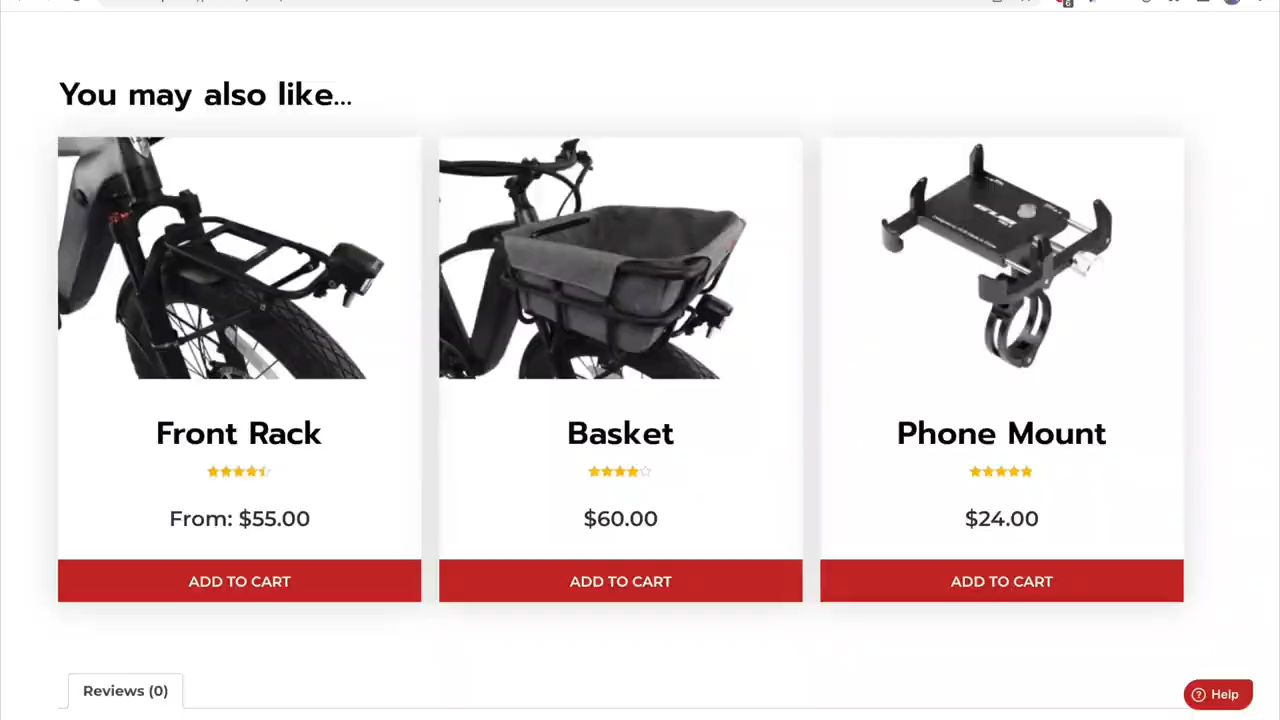 You may also like...
Front Rack
Basket
Phone Mount
From: $55.00
$60.00
$24.00
ADD TO CART
ADD TO CART
ADD TO CART
Reviews (0)
Help